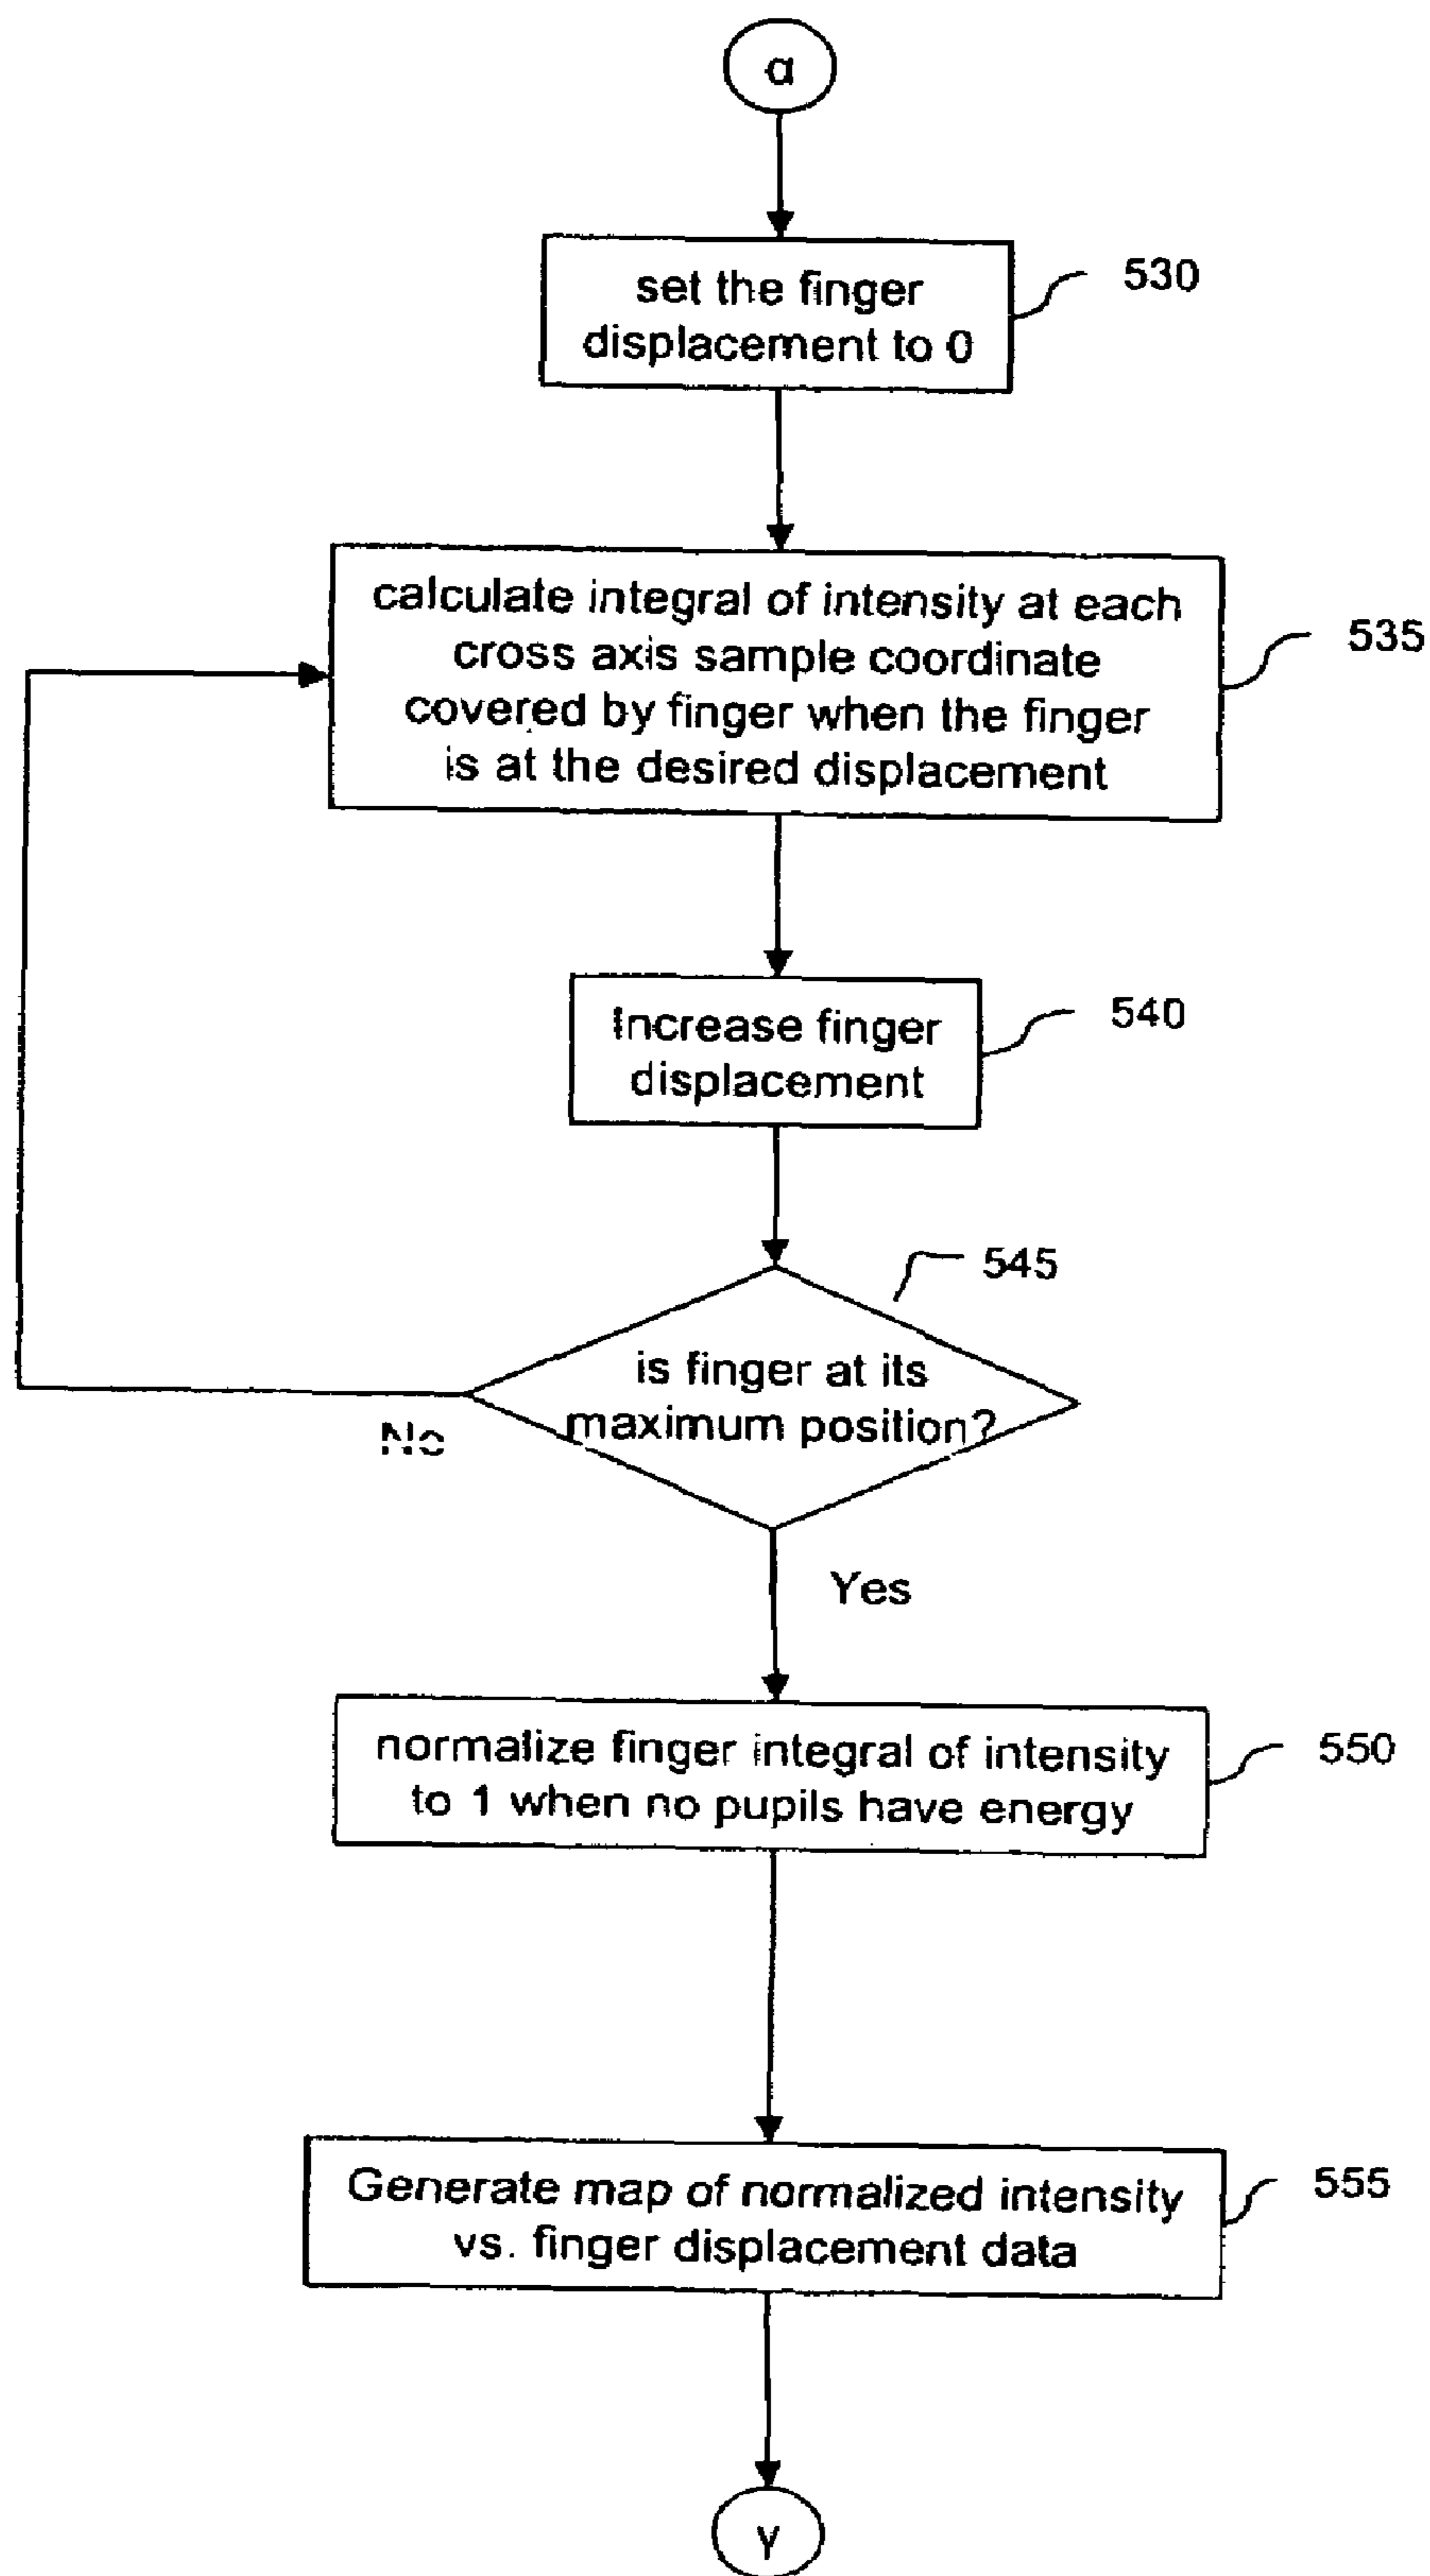 α
set the finger
displacement to 0
530
calculate integral of intensity at each
cross axis sample coordinate
covered by finger when the finger
is at the desired displacement
535
Increase finger
displacement
540
545
is finger at its
maximum position?
No
Yes
normalize finger integral of intensity
to 1 when no pupils have energy
550
Generate map of normalized intensity
vs. finger displacement data
555
γ